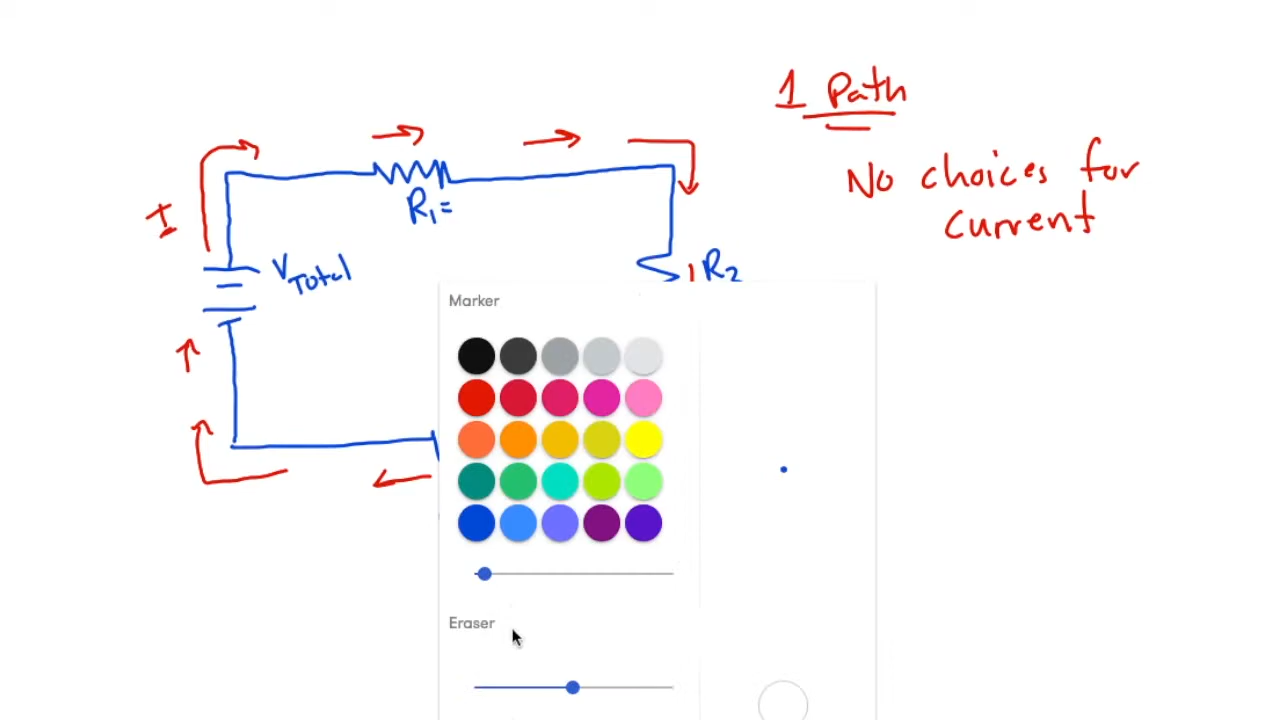 1 Path
No choices for
current
I
R1=
VTotal
R2
Marker
Eraser